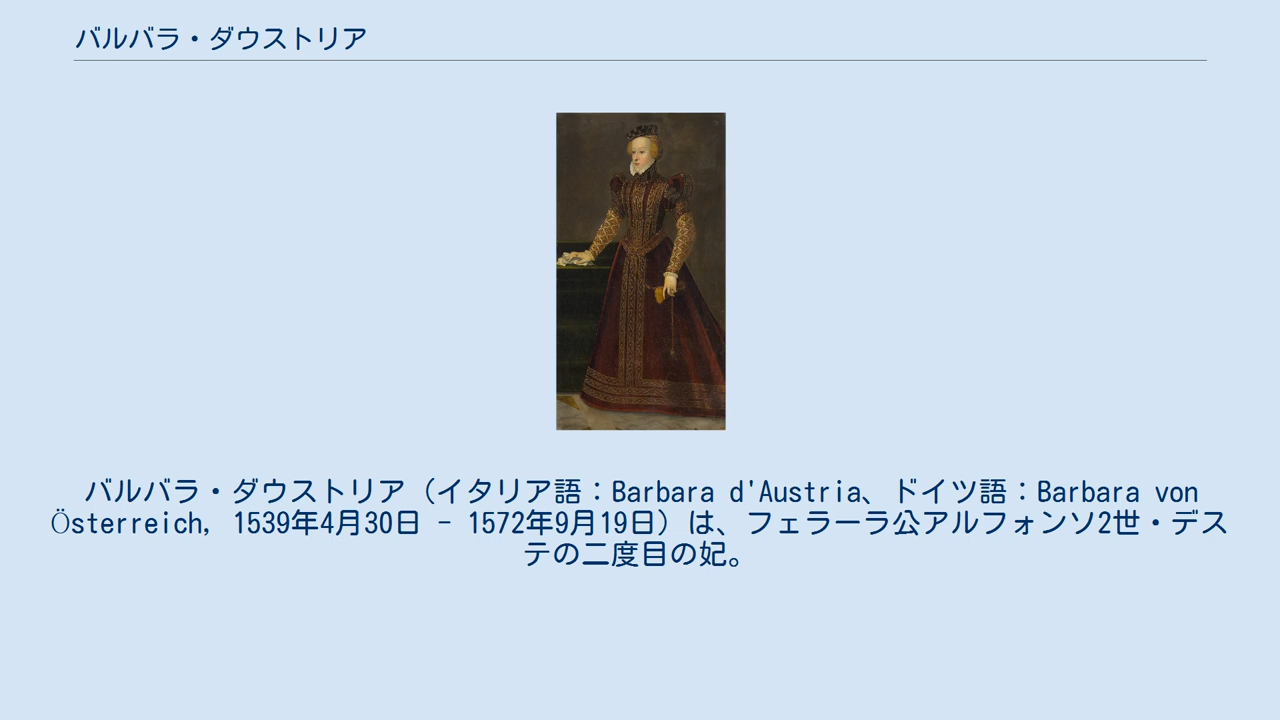 バルバラ・ダウストリア
バルバラ・ダウストリア（イタリア語：Barbara d'Austria、ドイツ語：Barbara von
Österreich, 1539年4月30日 - 1572年9月19日）は、フェラーラ公アルフォンソ2世・デス
テの二度目の妃。